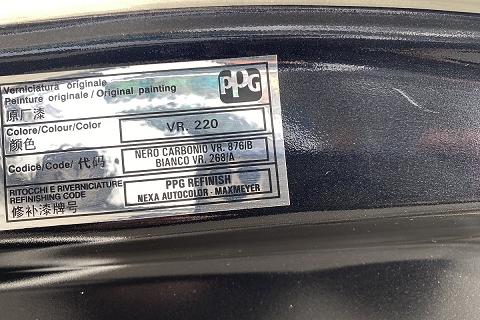 Verniciatura originale
Peinture originale / Original painting
原厂漆
PPG
Colore/Colour/Color
颜色
VR. 220
Codice/Code/代码
NERO CARBONIO VR. 876/B
BIANCO VR. 268/A
RITOCCHI E RIVERNICIATURE
REFINISHING CODE
修补漆牌号
PPG REFINISH
NEXA AUTOCOLOR - MAXMEYER